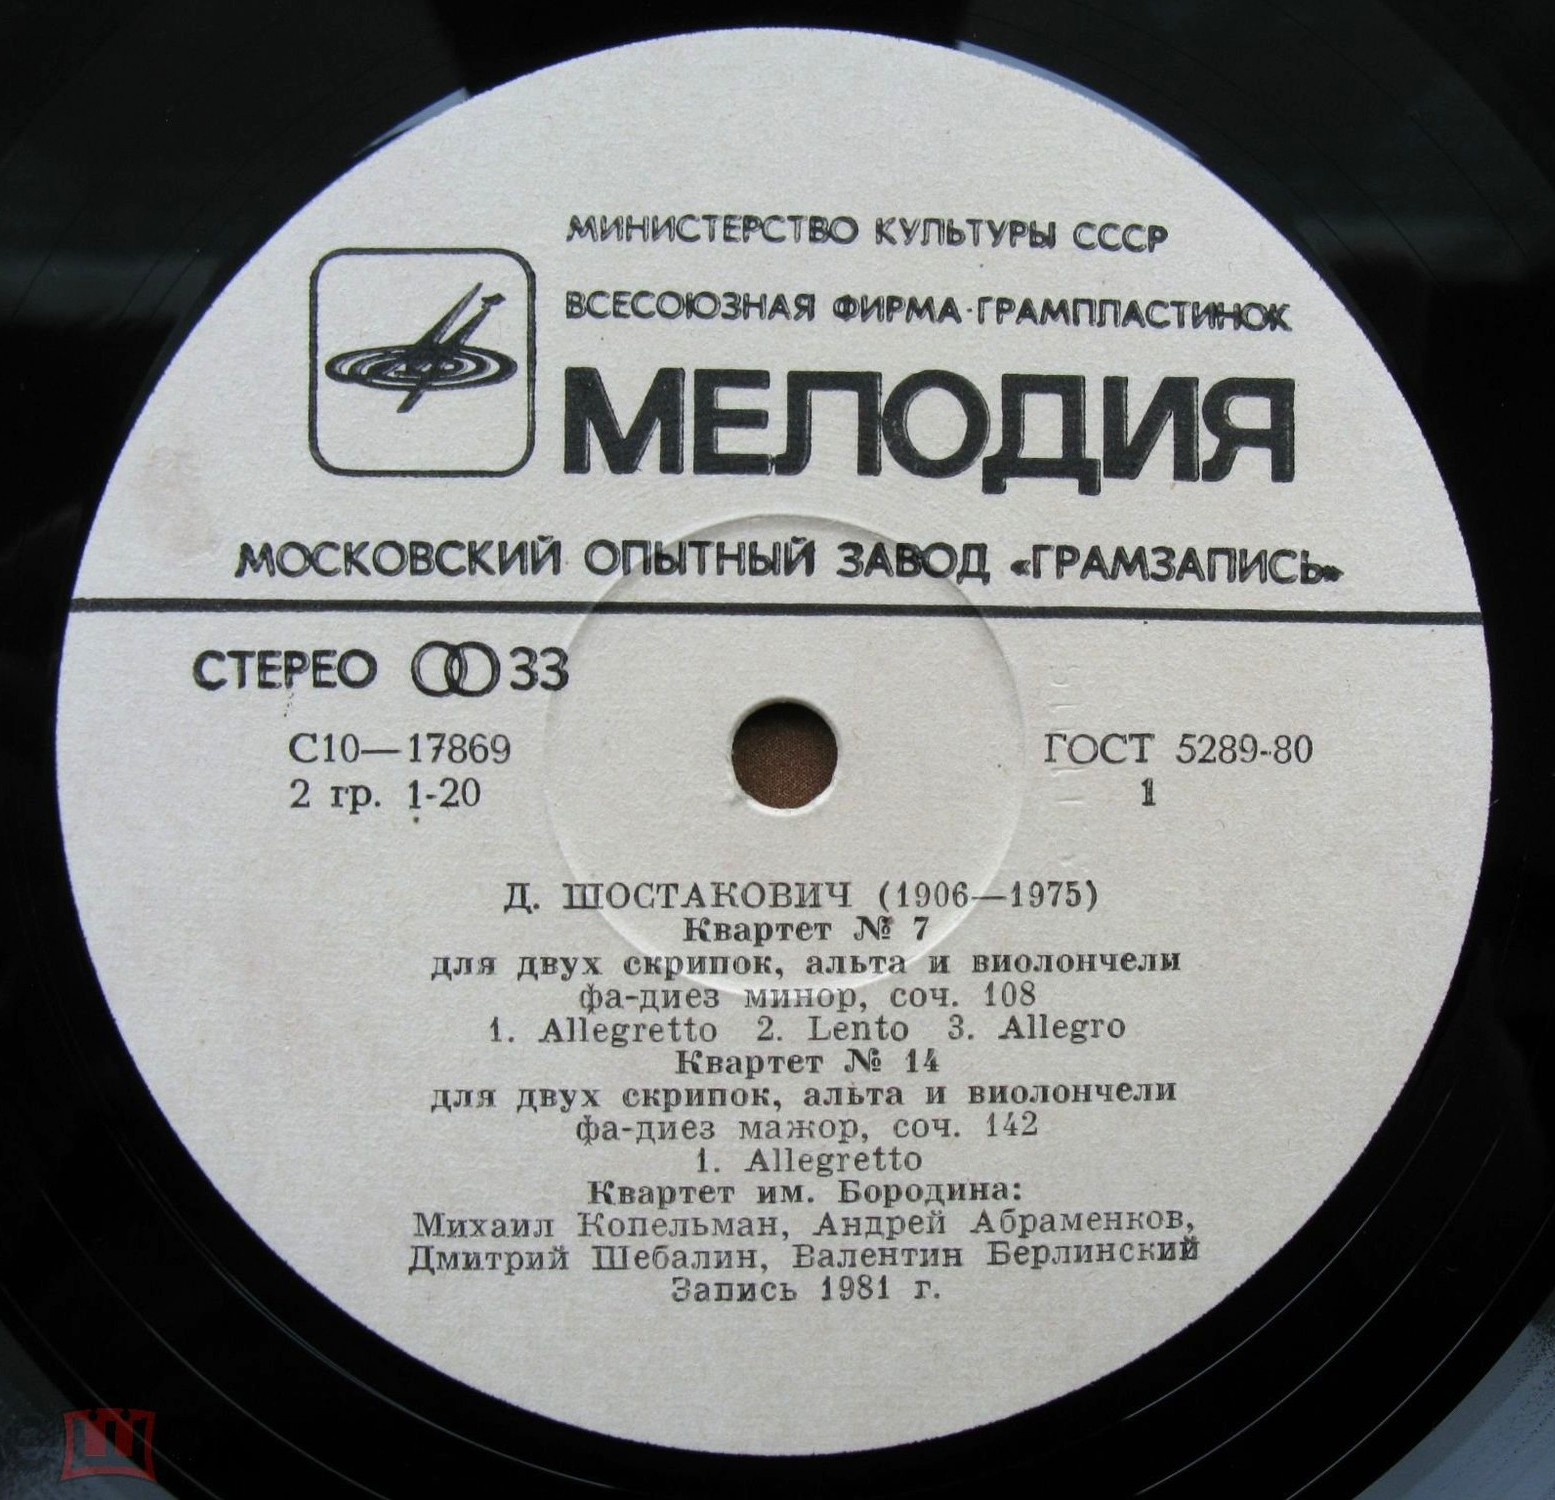 МИНИСТЕРСТВО КУЛЬТУРЫ СССР
ВСЕСОЮЗНАЯ ФИРМА ГРАМПЛАСТИНОК
МЕЛОДИЯ
МОСКОВСКИЙ ОПЫТНЫЙ ЗАВОД «ГРАМЗАПИСЬ»
СТЕРЕО 33
С10—17869 ГОСТ 5289-80
2 гр. 1-20 1
Д. ШОСТАКОВИЧ (1906—1975)
Квартет № 7
для двух скрипок, альта и виолончели
фа-диез минор, соч. 108
1. Allegretto 2. Lento 3. Allegro
Квартет № 14
для двух скрипок, альта и виолончели
фа-диез мажор, соч. 142
1. Allegretto
Квартет им. Бородина:
Михаил Копельман, Андрей Абраменков,
Дмитрий Шебалин, Валентин Берлинский
Запись 1981 г.